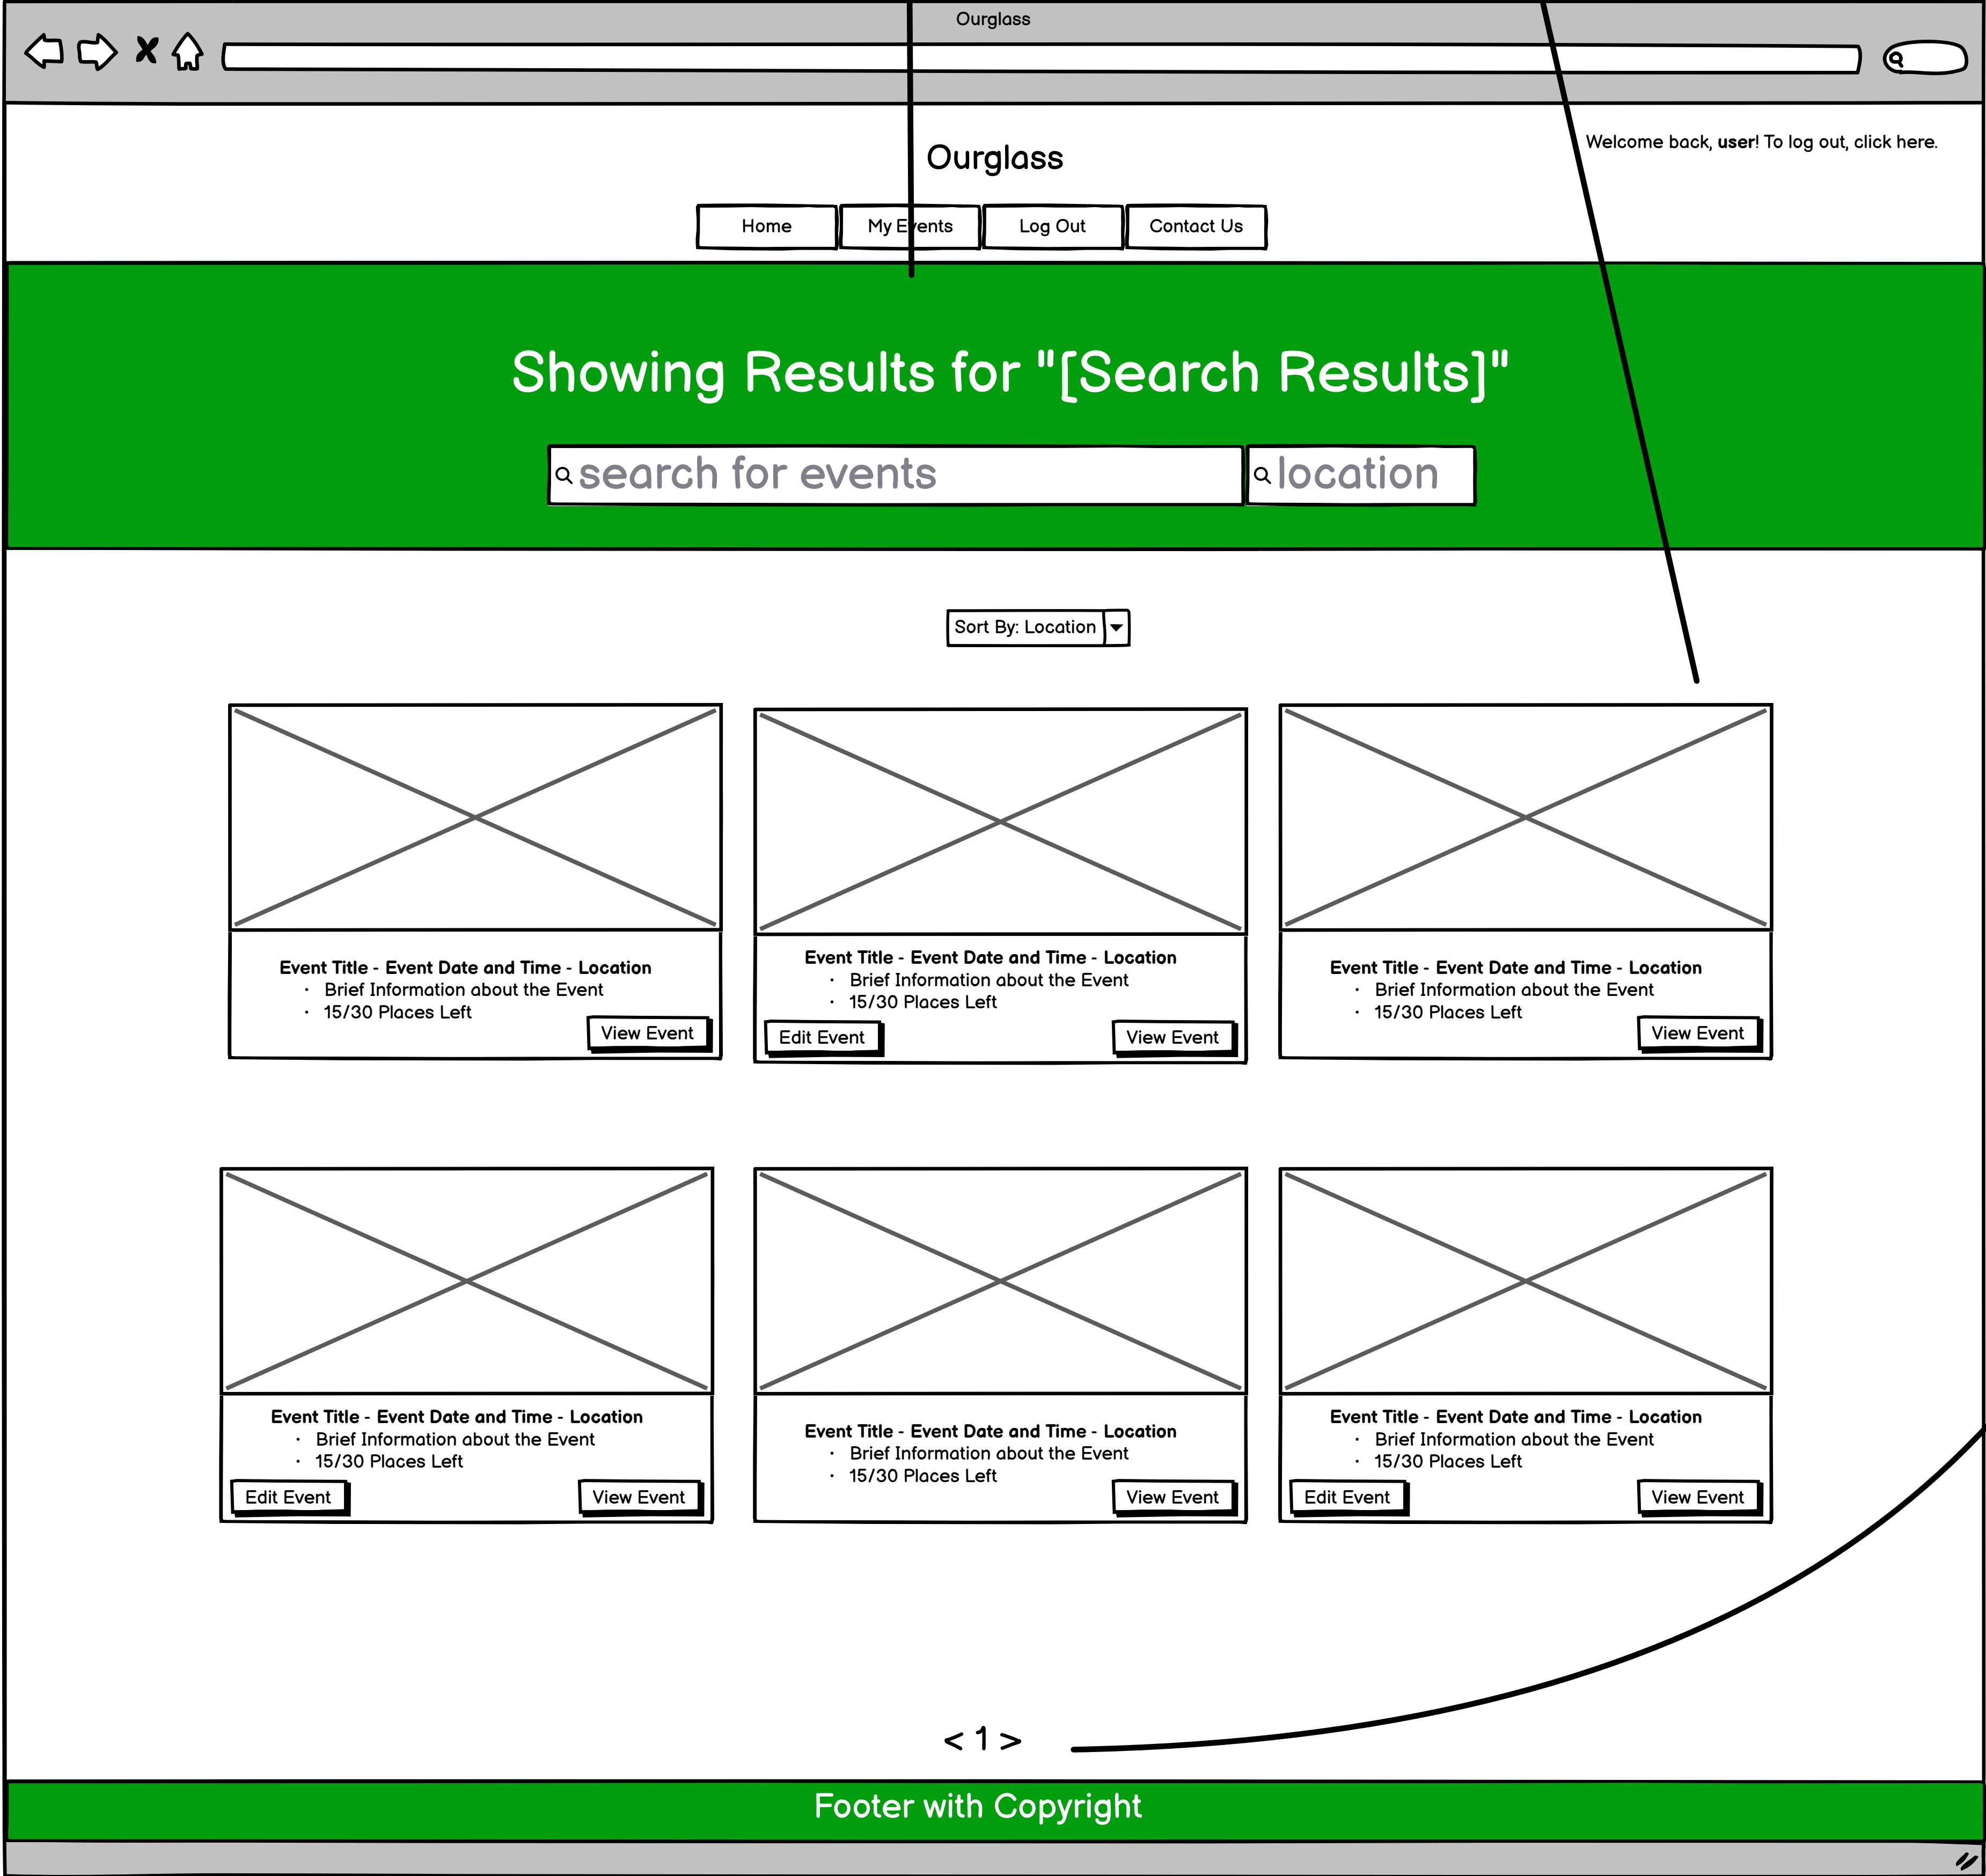 Ourglass
Welcome back, user! To log out, click here.
Ourglass
Home My Events Log Out Contact Us
Showing Results for "[Search Results]"
search for events location
Sort By: Location
Event Title - Event Date and Time - Location
· Brief Information about the Event
· 15/30 Places Left
View Event
Event Title - Event Date and Time - Location
· Brief Information about the Event
· 15/30 Places Left
Edit Event View Event
Event Title - Event Date and Time - Location
· Brief Information about the Event
· 15/30 Places Left
View Event
Event Title - Event Date and Time - Location
· Brief Information about the Event
· 15/30 Places Left
Edit Event View Event
Event Title - Event Date and Time - Location
· Brief Information about the Event
· 15/30 Places Left
View Event
Event Title - Event Date and Time - Location
· Brief Information about the Event
· 15/30 Places Left
Edit Event View Event
< 1 >
Footer with Copyright